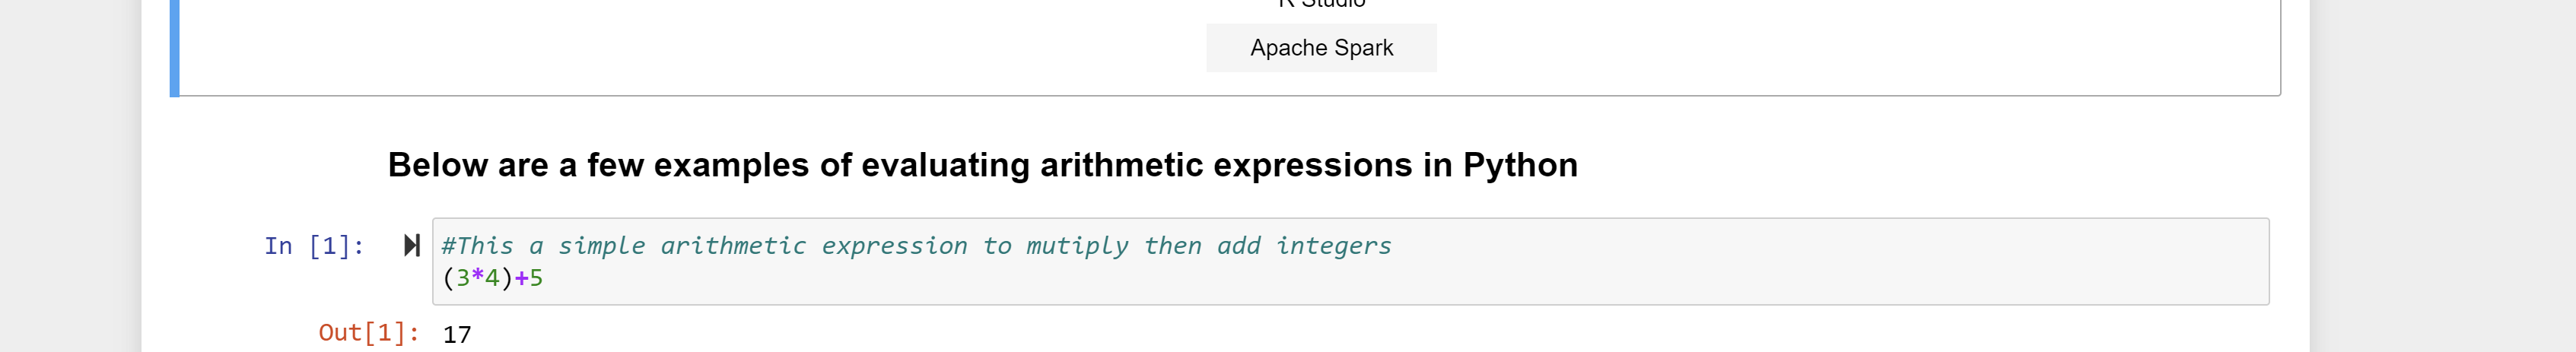 R Studio
Apache Spark
Below are a few examples of evaluating arithmetic expressions in Python
In [1]: #This a simple arithmetic expression to mutiply then add integers
(3*4)+5
Out[1]: 17